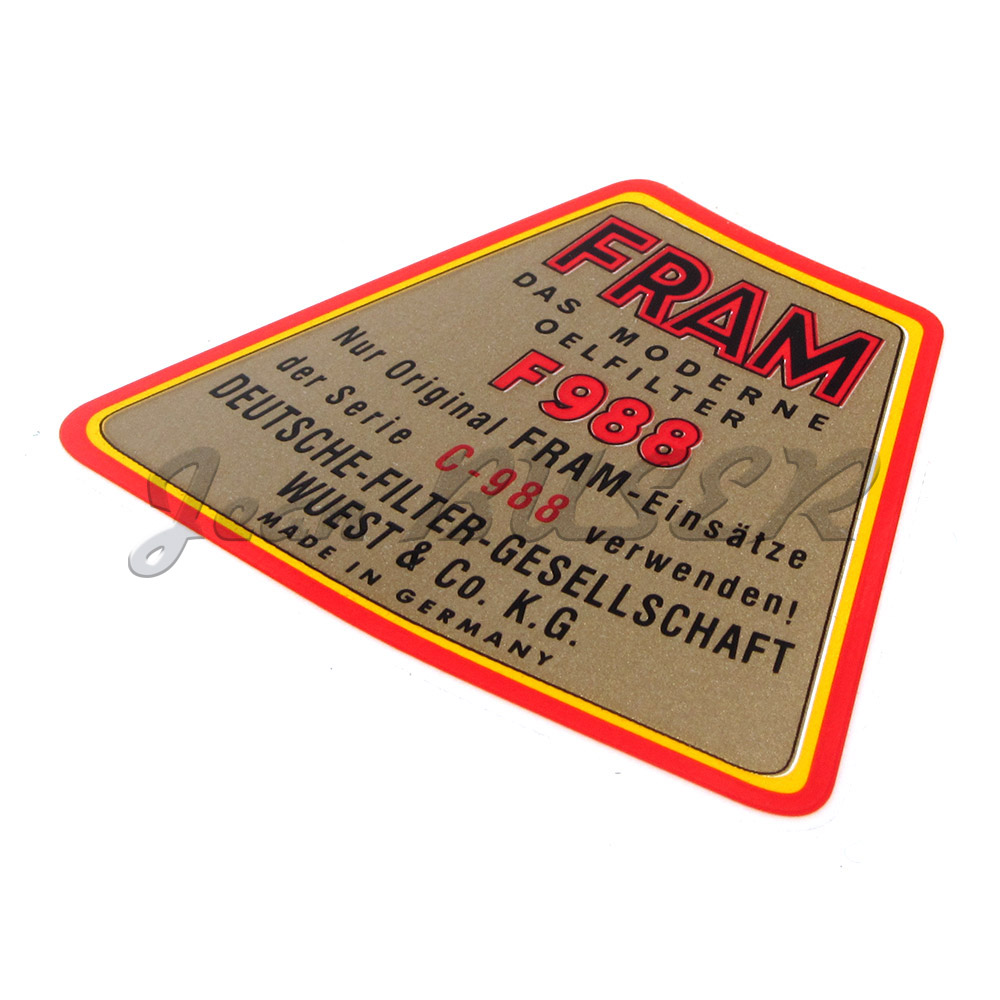 FRAM
DAS MODERNE
OELFILTER
F988
Nur Original FRAM-Einsätze
der Serie C-988 verwenden!
DEUTSCHE-FILTER-GESELLSCHAFT
WUEST & Co. K.G.
MADE IN GERMANY